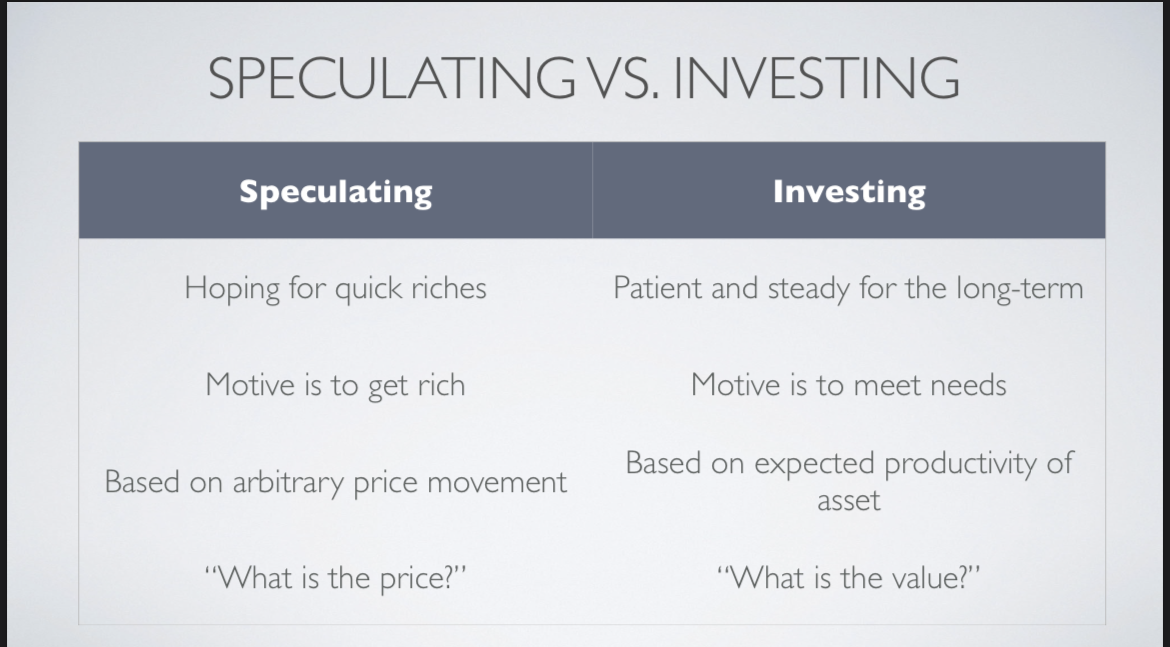 SPECULATING VS. INVESTING
Speculating
Investing
Hoping for quick riches
Patient and steady for the long-term
Motive is to get rich
Motive is to meet needs
Based on arbitrary price movement
Based on expected productivity of
asset
“What is the price?”
“What is the value?”